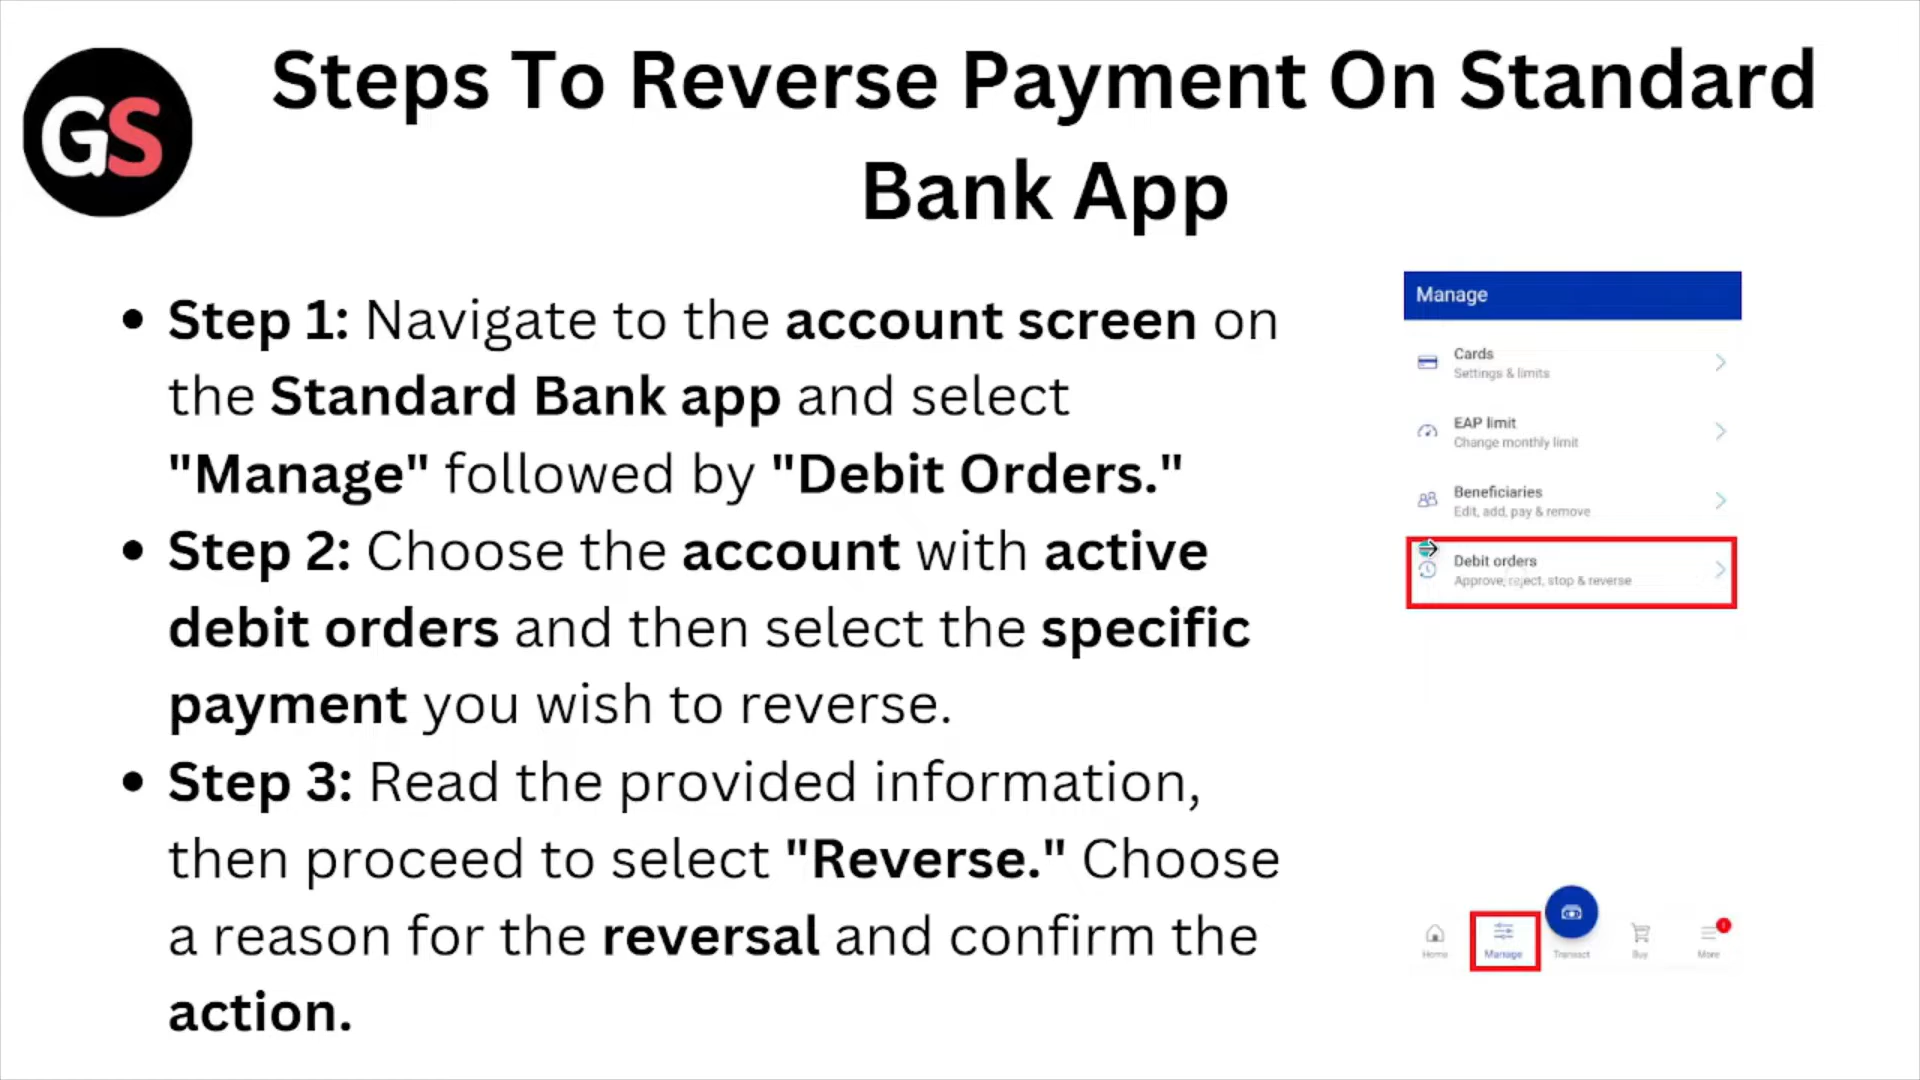 GS
Steps To Reverse Payment On Standard
Bank App
• Step 1: Navigate to the account screen on
the Standard Bank app and select
"Manage" followed by "Debit Orders."
• Step 2: Choose the account with active
debit orders and then select the specific
payment you wish to reverse.
• Step 3: Read the provided information,
then proceed to select "Reverse." Choose
a reason for the reversal and confirm the
action.
Manage
Cards
Settings & limits
EAP limit
Change monthly limit
Beneficiaries
Edit, add, pay & remove
Debit orders
Approve, reject, stop & reverse
Home
Manage
Transact
Buy
More